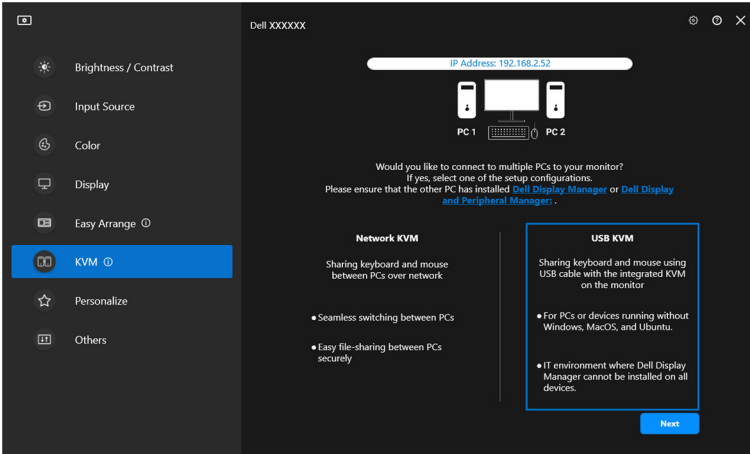 Dell XXXXXX
Brightness / Contrast
Input Source
Color
Display
Easy Arrange
KVM
Personalize
Others
IP Address: 192.168.2.52
PC 1
PC 2
Would you like to connect to multiple PCs to your monitor?
If yes, select one of the setup configurations.
Please ensure that the other PC has installed Dell Display Manager or Dell Display
and Peripheral Manager: .
Network KVM
Sharing keyboard and mouse
between PCs over network
• Seamless switching between PCs
• Easy file-sharing between PCs
securely
USB KVM
Sharing keyboard and mouse using
USB cable with the integrated KVM
on the monitor
• For PCs or devices running without
Windows, MacOS, and Ubuntu.
• IT environment where Dell Display
Manager cannot be installed on all
devices.
Next